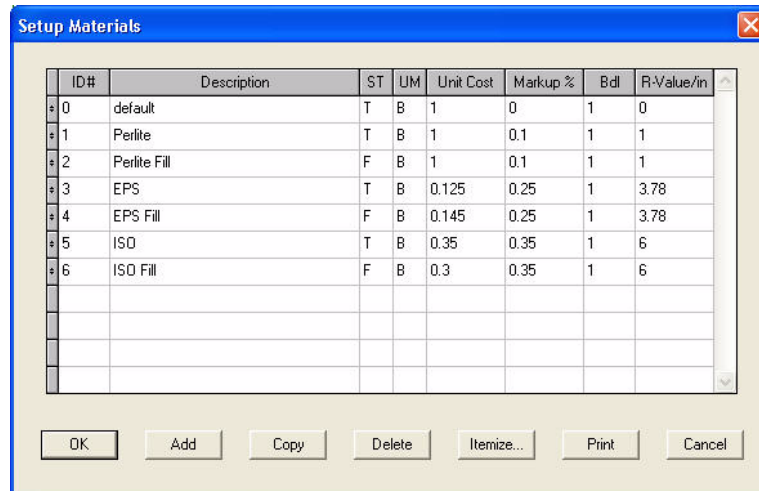 Setup Materials
ID# Description ST UM Unit Cost Markup % Bdl R-Value/in
0 default T B 1 0 1 0
1 Perlite T B 1 0.1 1 1
2 Perlite Fill F B 1 0.1 1 1
3 EPS T B 0.125 0.25 1 3.78
4 EPS Fill F B 0.145 0.25 1 3.78
5 ISO T B 0.35 0.35 1 6
6 ISO Fill F B 0.3 0.35 1 6
OK Add Copy Delete Itemize... Print Cancel